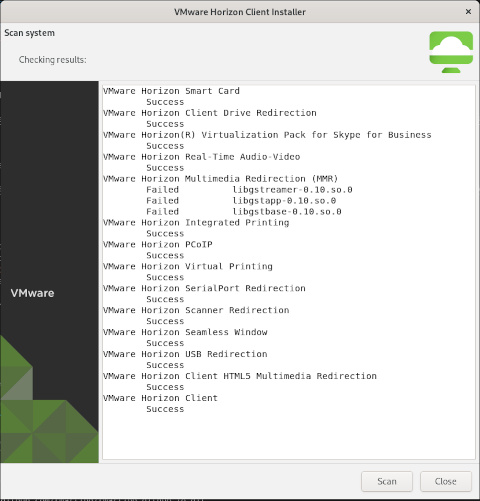 VMware Horizon Client Installer
×
Scan system
Checking results:
VMware Horizon Smart Card
Success
VMware Horizon Client Drive Redirection
Success
VMware Horizon(R) Virtualization Pack for Skype for Business
Success
VMware Horizon Real-Time Audio-Video
Success
VMware Horizon Multimedia Redirection (MMR)
Failed libgstreamer-0.10.so.0
Failed libgstapp-0.10.so.0
Failed libgstbase-0.10.so.0
VMware Horizon Integrated Printing
Success
VMware Horizon PCoIP
Success
VMware Horizon Virtual Printing
Success
VMware Horizon SerialPort Redirection
Success
VMware Horizon Scanner Redirection
Success
VMware Horizon Seamless Window
Success
VMware Horizon USB Redirection
Success
VMware Horizon Client HTML5 Multimedia Redirection
Success
VMware Horizon Client
Success
VMware
Scan Close